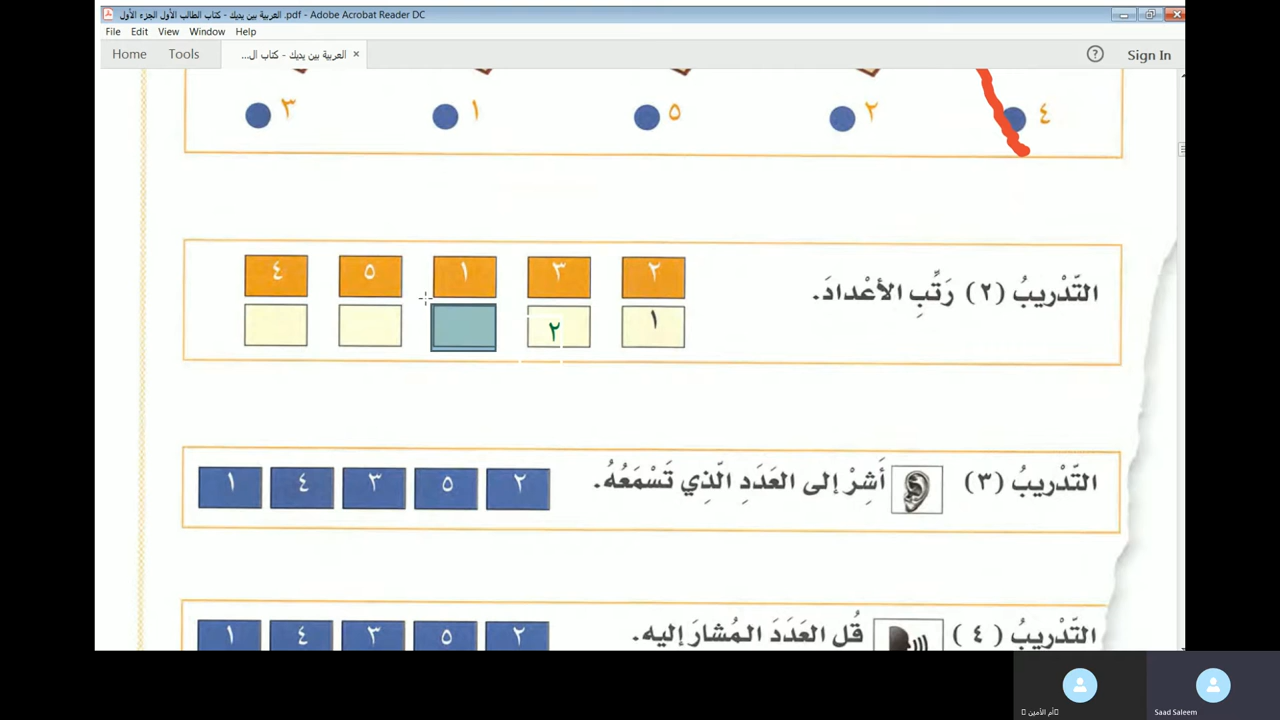 العربية بين يديك - كتاب الطالب الأول الجزء الأول .pdf - Adobe Acrobat Reader DC
File Edit View Window Help
Home Tools العربية بين يديك - كتاب ال... × Sign In
٤ ٢ ٥ ١ ٣
التّدْريبُ (٢) رَتِّبِ الأعْدادَ.
٢ ٣ ١ ٥ ٤
١ ٢
التّدْريبُ (٣) أَشِرْ إلى العَدَدِ الّذِي تَسْمَعُهُ.
٢ ٥ ٣ ٤ ١
التّدْريبُ (٤) قُل العَدَدَ المُشارَ إليه.
٢ ٥ ٣ ٤ ١
أم الأمين
Saad Saleem